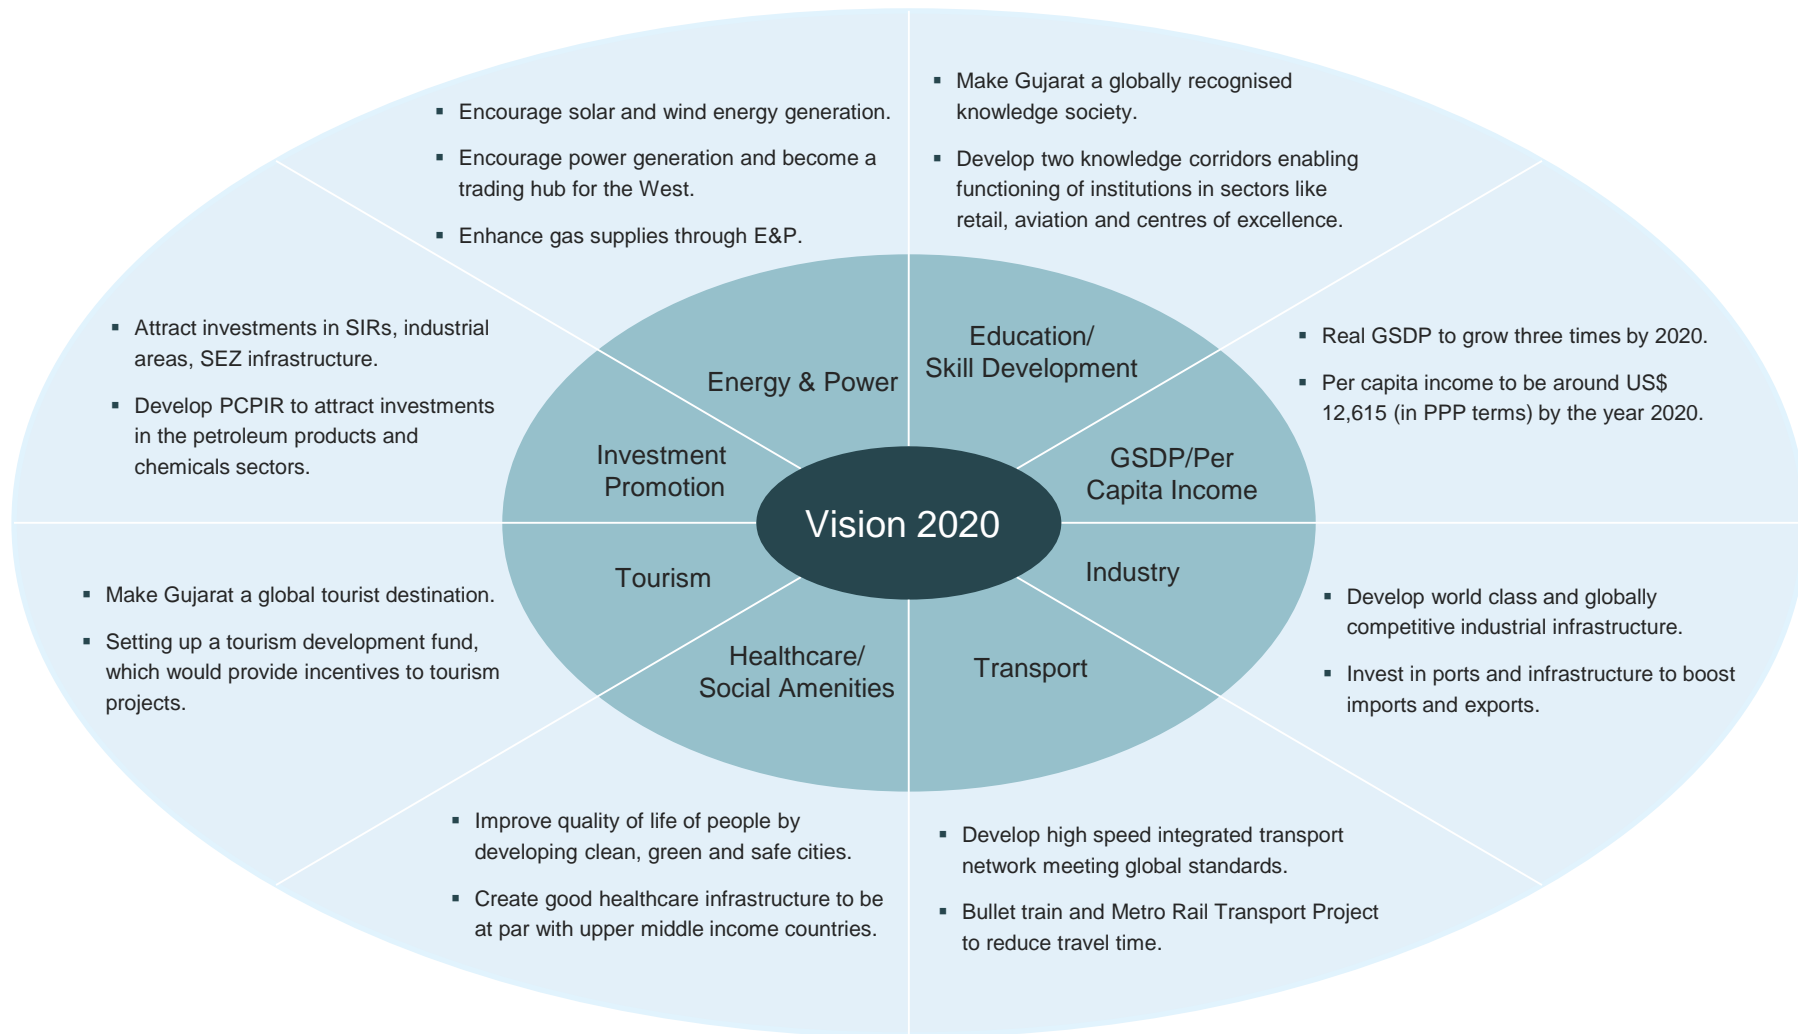 ▪ Encourage solar and wind energy generation.
▪ Encourage power generation and become a
trading hub for the West.
▪ Enhance gas supplies through E&P.
▪ Make Gujarat a globally recognised
knowledge society.
▪ Develop two knowledge corridors enabling
functioning of institutions in sectors like
retail, aviation and centres of excellence.
▪ Attract investments in SIRs, industrial
areas, SEZ infrastructure.
▪ Develop PCPIR to attract investments
in the petroleum products and
chemicals sectors.
▪ Real GSDP to grow three times by 2020.
▪ Per capita income to be around US$
12,615 (in PPP terms) by the year 2020.
Energy & Power
Education/
Skill Development
Investment
Promotion
GSDP/Per
Capita Income
Vision 2020
Tourism
Industry
Healthcare/
Social Amenities
Transport
▪ Make Gujarat a global tourist destination.
▪ Setting up a tourism development fund,
which would provide incentives to tourism
projects.
▪ Develop world class and globally
competitive industrial infrastructure.
▪ Invest in ports and infrastructure to boost
imports and exports.
▪ Improve quality of life of people by
developing clean, green and safe cities.
▪ Create good healthcare infrastructure to be
at par with upper middle income countries.
▪ Develop high speed integrated transport
network meeting global standards.
▪ Bullet train and Metro Rail Transport Project
to reduce travel time.